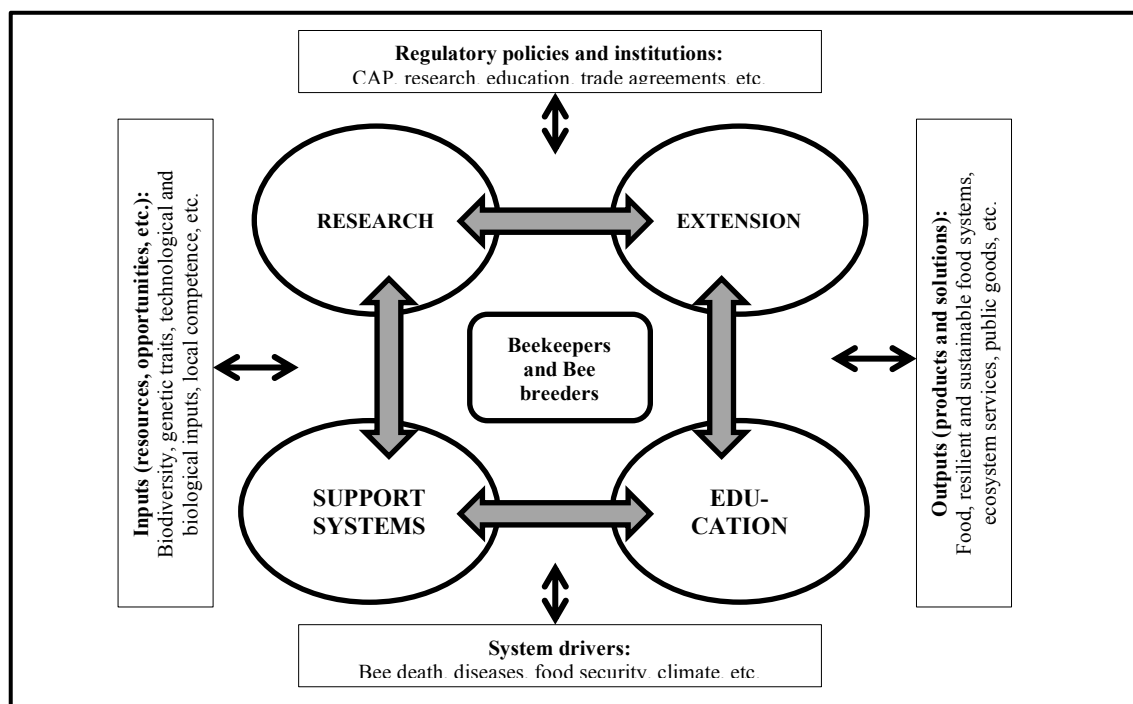 Regulatory policies and institutions:
CAP, research, education, trade agreements, etc.
Inputs (resources, opportunities, etc.):
Biodiversity, genetic traits, technological and
biological inputs, local competence, etc.
RESEARCH
EXTENSION
Beekeepers
and Bee
breeders
SUPPORT
SYSTEMS
EDU-
CATION
Outputs (products and solutions):
Food, resilient and sustainable food systems,
ecosystem services, public goods, etc.
System drivers:
Bee death, diseases, food security, climate, etc.